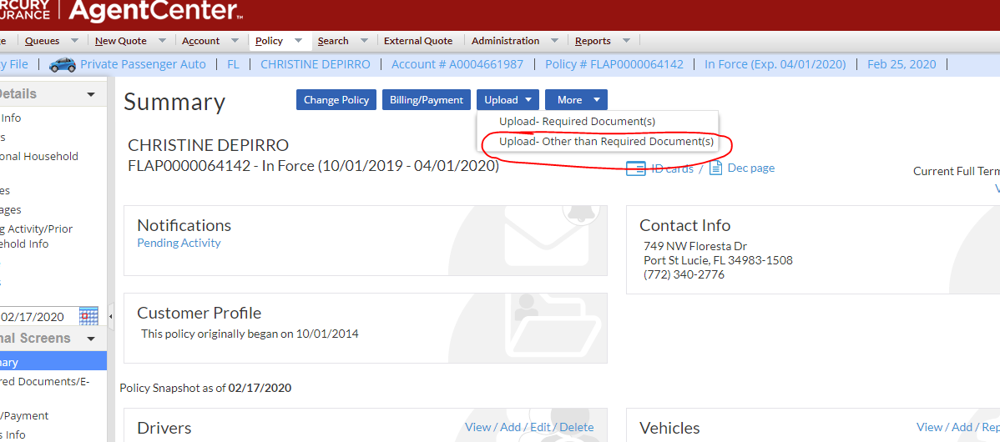 RCURY
URANCE AgentCenter™
ge Queues New Quote Account Policy Search External Quote Administration Reports
y File Private Passenger Auto FL CHRISTINE DEPIRRO Account # A0004661987 Policy # FLAP0000064142 In Force (Exp. 04/01/2020) Feb 25, 2020
Details
Info
s
onal Household
es
ages
g Activity/Prior
ehold Info
02/17/2020
nal Screens
mary
red Documents/E-
/Payment
s Info
Summary
Change Policy Billing/Payment Upload More
Upload- Required Document(s)
Upload- Other than Required Document(s)
CHRISTINE DEPIRRO
FLAP0000064142 - In Force (10/01/2019 - 04/01/2020)
ID cards / Dec page
Current Full Term
V
Notifications
Pending Activity
Contact Info
749 NW Floresta Dr
Port St Lucie, FL 34983-1508
(772) 340-2776
Customer Profile
This policy originally began on 10/01/2014
Policy Snapshot as of 02/17/2020
Drivers
View / Add / Edit / Delete
Vehicles
View / Add / Rep